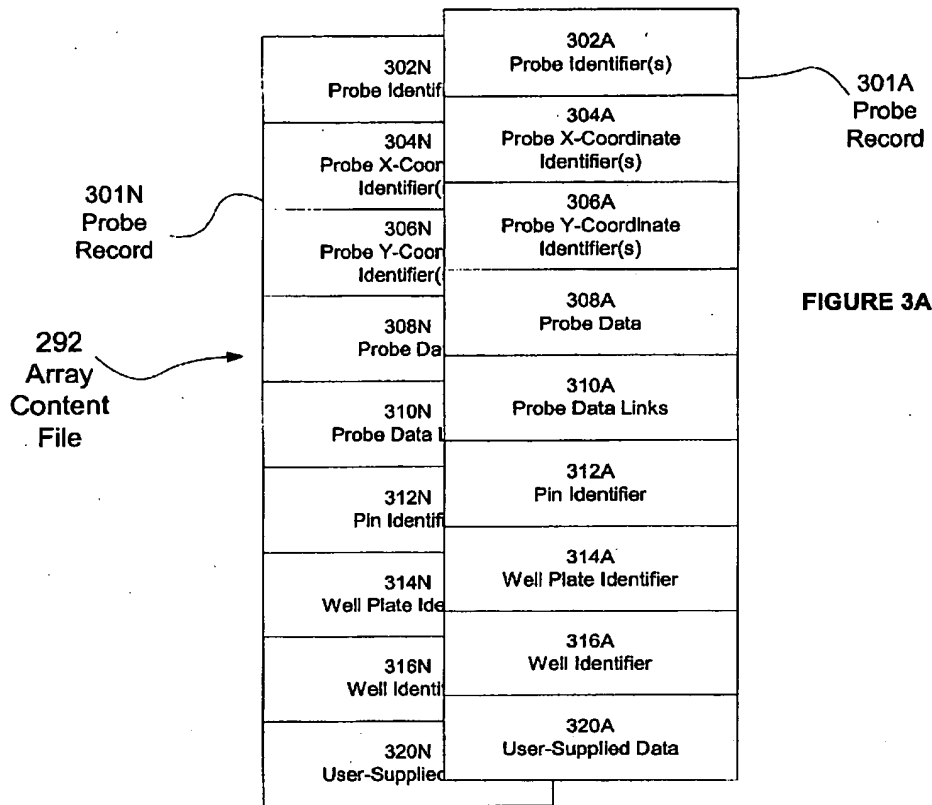 302A
Probe Identifier(s)
304A
Probe X-Coordinate
Identifier(s)
306A
Probe Y-Coordinate
Identifier(s)
308A
Probe Data
310A
Probe Data Links
312A
Pin Identifier
314A
Well Plate Identifier
316A
Well Identifier
320A
User-Supplied Data
301A
Probe
Record
302N
Probe Identifi
304N
Probe X-Coor
Identifier(
306N
Probe Y-Coor
Identifier(
308N
Probe Da
310N
Probe Data L
312N
Pin Identifi
314N
Well Plate Ide
316N
Well Identi
320N
User-Supplied
301N
Probe
Record
292
Array
Content
File
FIGURE 3A